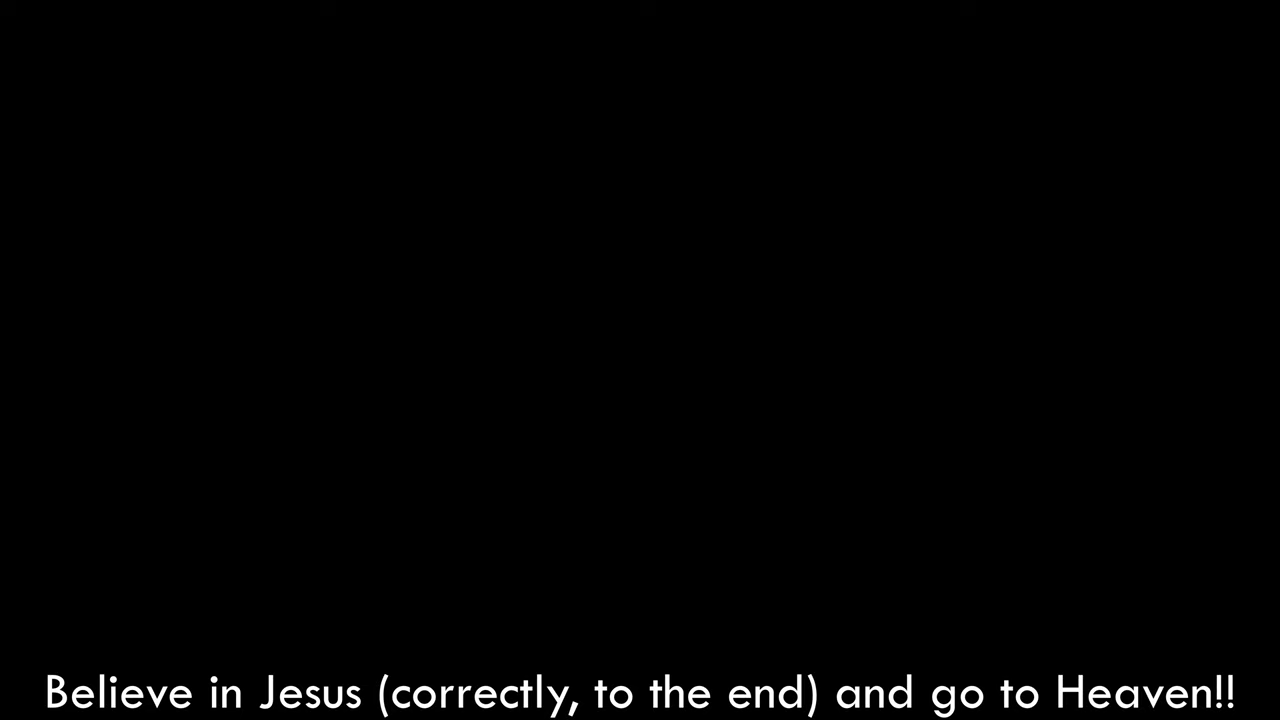 Believe in Jesus (correctly, to the end) and go to Heaven!!